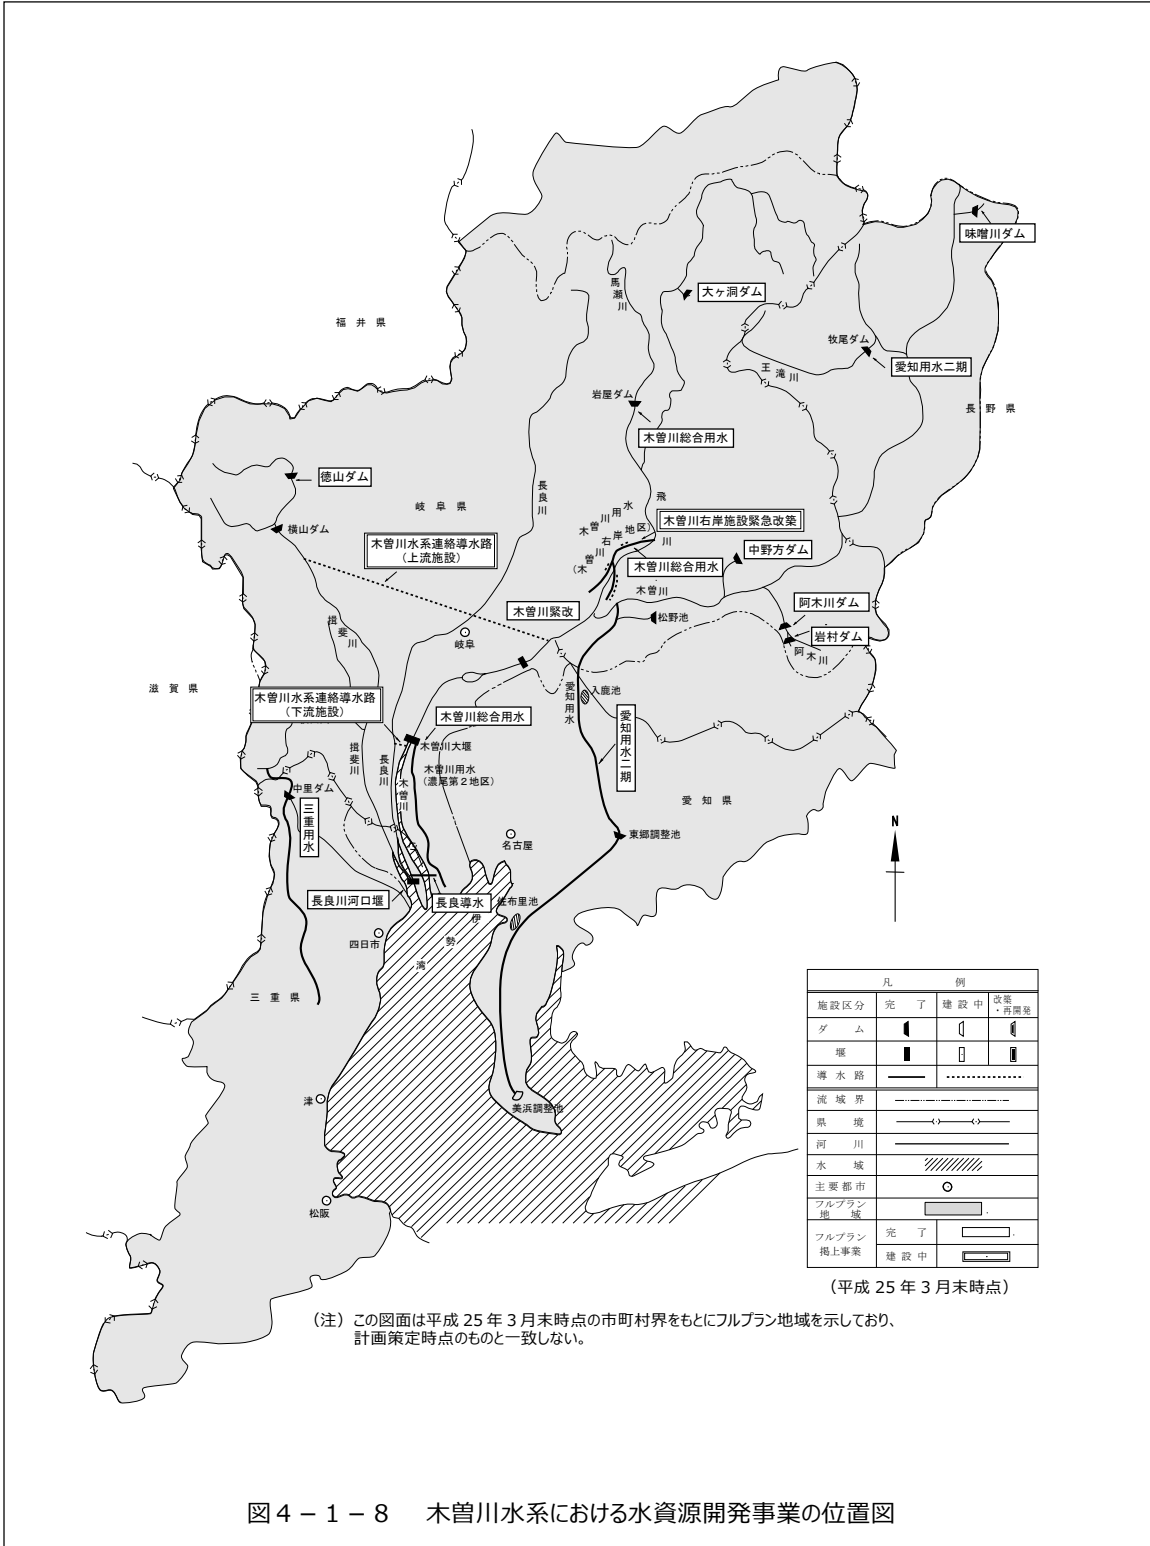 味噌川ダム
大ヶ洞ダム
馬瀬川
福井県
牧尾ダム
王滝川
愛知用水二期
岩屋ダム
長野県
木曽川総合用水
徳山ダム
長良川
岐阜県
横山ダム
木曽川用水
(木曽川右岸地区)
飛
川
木曽川右岸施設緊急改築
木曽川水系連絡導水路
(上流施設)
中野方ダム
木曽川総合用水
木曽川
木曽川緊改
阿木川ダム
松野池
揖斐川
岐阜
岩村ダム
阿木川
滋賀県
木曽川水系連絡導水路
(下流施設)
愛知用水
入鹿池
木曽川総合用水
愛知用水二期
木曽川大堰
揖斐川
長良川
木曽川
木曽川用水
(濃尾第2地区)
中里ダム
愛知県
三重用水
名古屋
東郷調整池
N
長良川河口堰
長良導水
佐布里池
伊勢湾
四日市
三重県
津
美浜調整池
松阪
凡 例
施設区分 完 了 建設中 改築・再開発
ダ ム
堰
導水路
流域界
県 境
河 川
水 域
主要都市
フルプラン地域
フルプラン掲上事業 完 了
建設中
(平成 25 年 3 月末時点)
(注) この図面は平成 25 年 3 月末時点の市町村界をもとにフルプラン地域を示しており、
計画策定時点のものと一致しない。
図4-1-8 木曽川水系における水資源開発事業の位置図